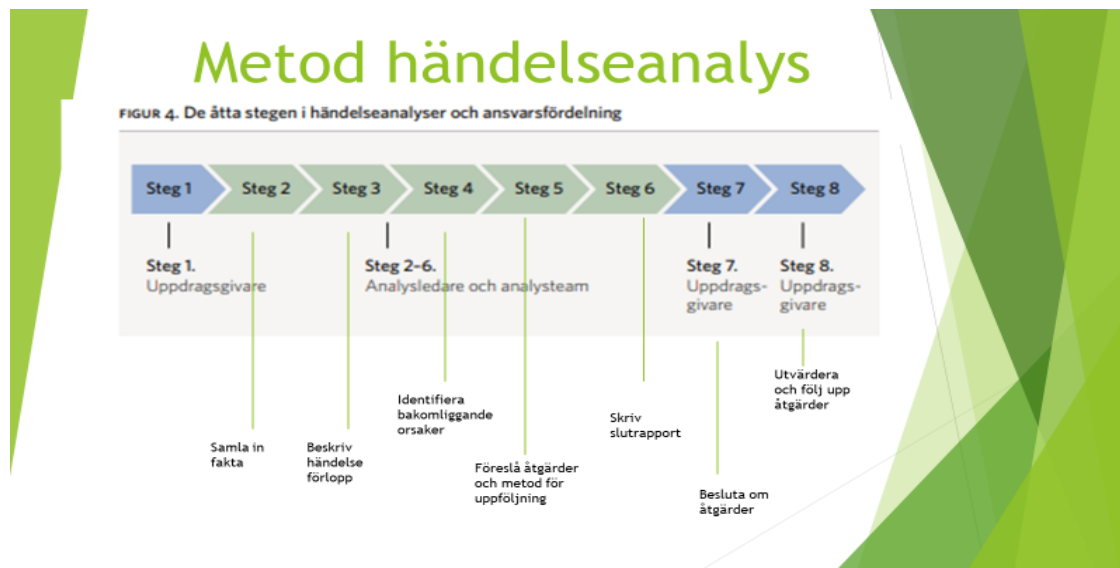 Metod händelseanalys
FIGUR 4. De åtta stegen i händelseanalyser och ansvarsfördelning
Steg 1
Steg 2
Steg 3
Steg 4
Steg 5
Steg 6
Steg 7
Steg 8
Steg 1.
Uppdragsgivare
Steg 2–6.
Analysledare och analysteam
Steg 7.
Uppdrags-
givare
Steg 8.
Uppdrags-
givare
Samla in
fakta
Beskriv
händelse
förlopp
Identifiera
bakomliggande
orsaker
Föreslå åtgärder
och metod för
uppföljning
Skriv
slutrapport
Besluta om
åtgärder
Utvärdera
och följ upp
åtgärder